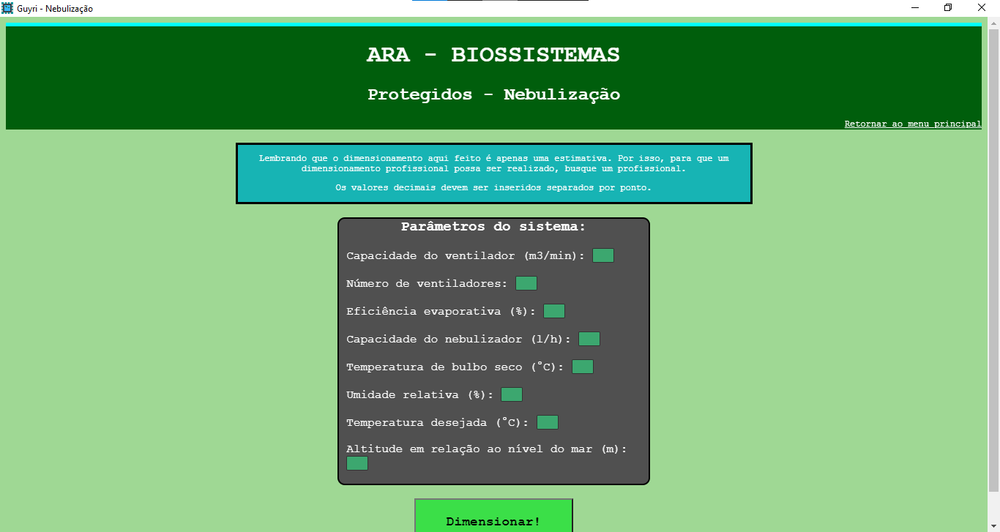 Guyri - Nebulização
ARA - BIOSSISTEMAS
Protegidos - Nebulização
Retornar ao menu principal
Lembrando que o dimensionamento aqui feito é apenas uma estimativa. Por isso, para que um
dimensionamento profissional possa ser realizado, busque um profissional.
Os valores decimais devem ser inseridos separados por ponto.
Parâmetros do sistema:
Capacidade do ventilador (m3/min):
Número de ventiladores:
Eficiência evaporativa (%):
Capacidade do nebulizador (l/h):
Temperatura de bulbo seco (°C):
Umidade relativa (%):
Temperatura desejada (°C):
Altitude em relação ao nível do mar (m):
Dimensionar!